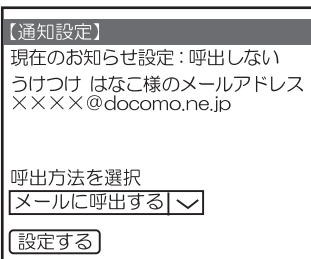 【通知設定】
現在のお知らせ設定：呼出しない
うけつけ はなこ様のメールアドレス
××××@docomo.ne.jp
呼出方法を選択
メールに呼出する
設定する